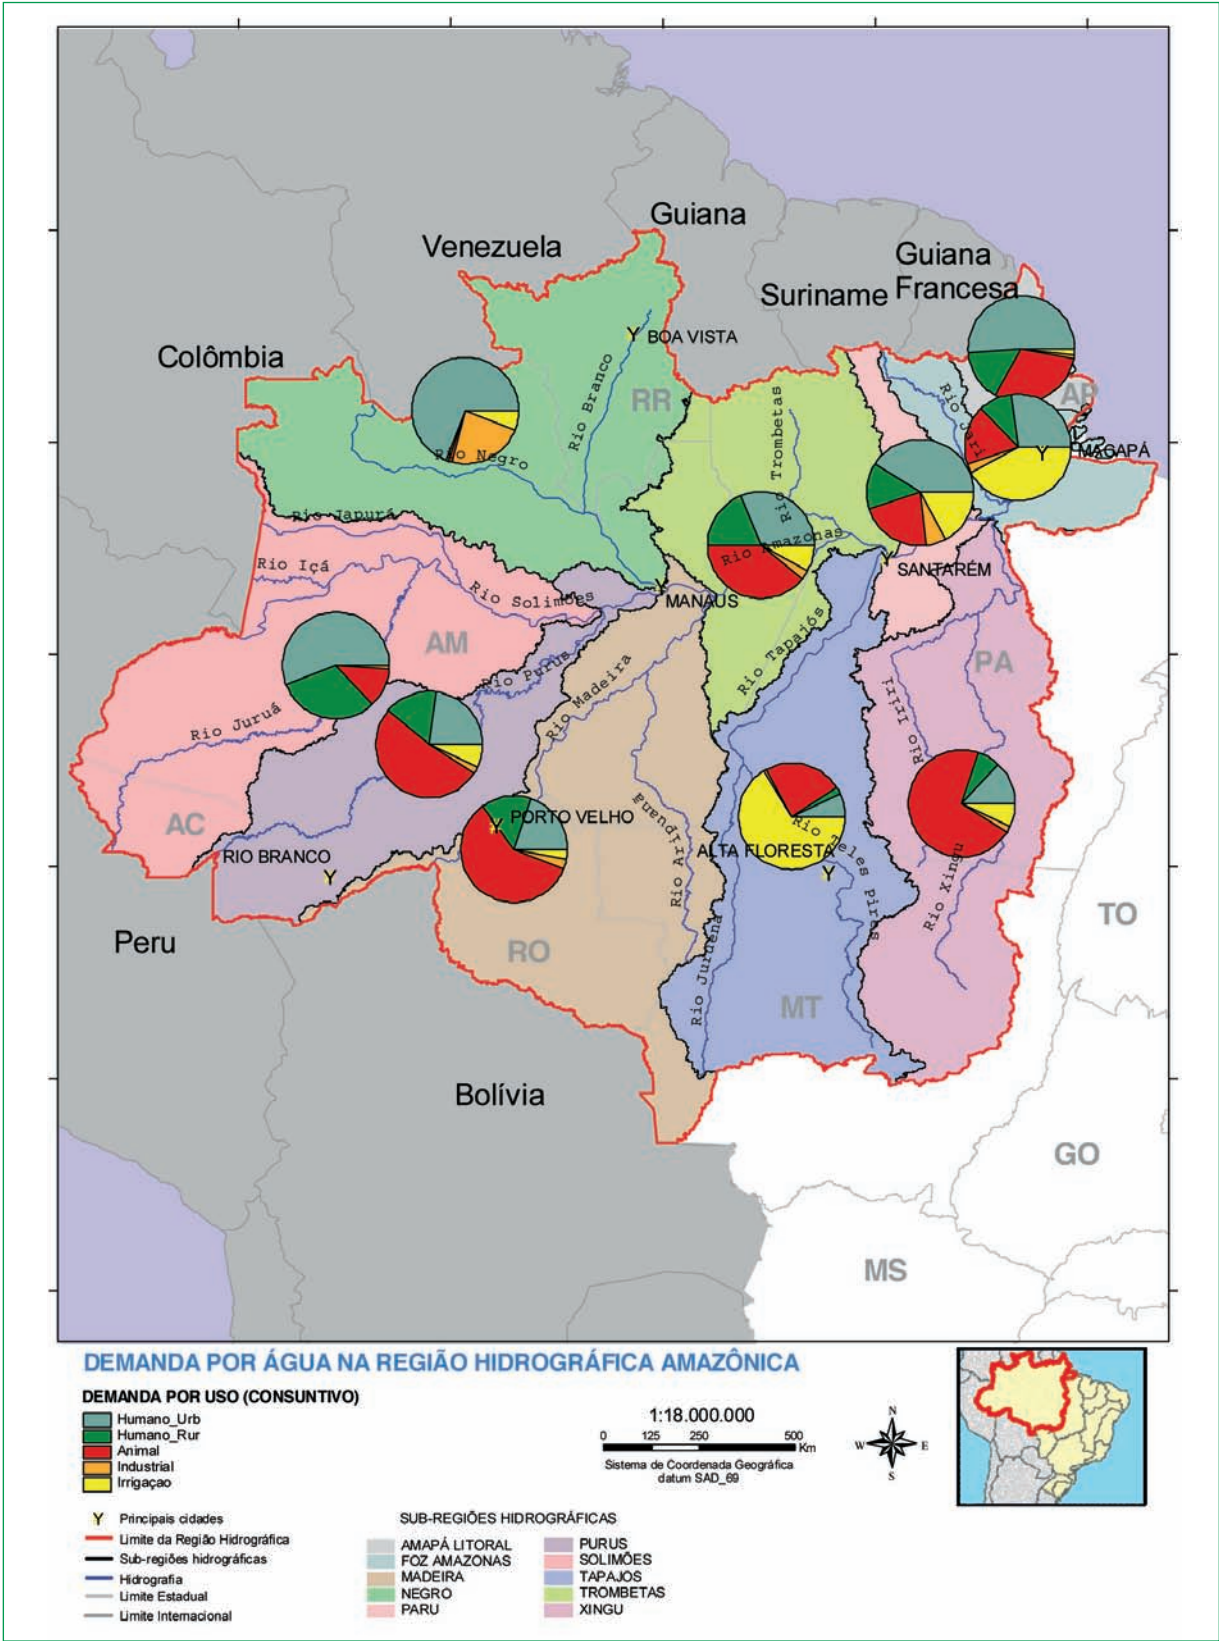 Guiana
Venezuela
Guiana
Francesa
Suriname
Colômbia
BOA VISTA
RR
AP
Rio Branco
Rio Trombetas
Rio Jari
Rio Negro
MACAPÁ
Rio Japurá
Rio Amazonas
Rio Içá
SANTARÉM
Rio Solimões
MANAUS
AM
PA
Rio Purus
Rio Tapajós
Rio Madeira
Rio Iriri
Rio Juruá
AC
PORTO VELHO
Rio Aripuanã
Rio Teles Pires
ALTA FLORESTA
RIO BRANCO
Rio Xingu
TO
Peru
RO
Rio Juruena
MT
Bolívia
GO
MS
DEMANDA POR ÁGUA NA REGIÃO HIDROGRÁFICA AMAZÔNICA
DEMANDA POR USO (CONSUNTIVO)
Humano_Urb
Humano_Rur
Animal
Industrial
Irrigaçao
1:18.000.000
0 125 250 500
Km
Sistema de Coordenada Geográfica
datum SAD_69
N
W E
S
Y Principais cidades
Limite da Região Hidrográfica
Sub-regiões hidrográficas
Hidrografia
Limite Estadual
Limite Internacional
SUB-REGIÕES HIDROGRÁFICAS
AMAPÁ LITORAL
FOZ AMAZONAS
MADEIRA
NEGRO
PARU
PURUS
SOLIMÕES
TAPAJOS
TROMBETAS
XINGU